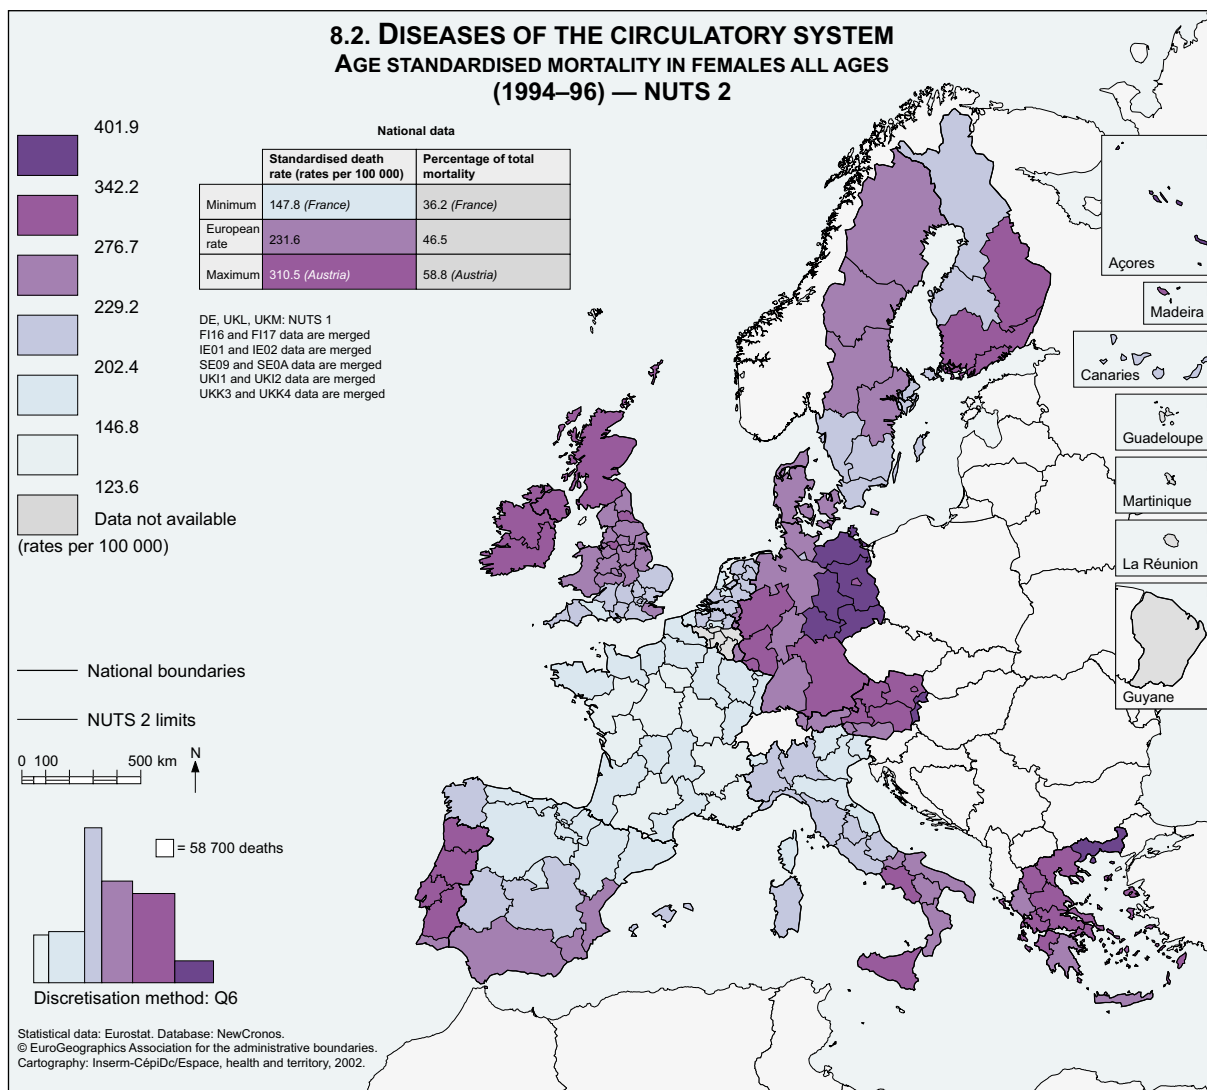 8.2. DISEASES OF THE CIRCULATORY SYSTEM
AGE STANDARDISED MORTALITY IN FEMALES ALL AGES
(1994–96) — NUTS 2
401.9
342.2
276.7
229.2
202.4
146.8
123.6
Data not available
(rates per 100 000)
National data
Standardised death rate (rates per 100 000)
Percentage of total mortality
Minimum 147.8 (France) 36.2 (France)
European rate 231.6 46.5
Maximum 310.5 (Austria) 58.8 (Austria)
DE, UKL, UKM: NUTS 1
FI16 and FI17 data are merged
IE01 and IE02 data are merged
SE09 and SE0A data are merged
UKI1 and UKI2 data are merged
UKK3 and UKK4 data are merged
Açores
Madeira
Canaries
Guadeloupe
Martinique
La Réunion
Guyane
National boundaries
NUTS 2 limits
0 100 500 km
N
= 58 700 deaths
Discretisation method: Q6
Statistical data: Eurostat. Database: NewCronos.
© EuroGeographics Association for the administrative boundaries.
Cartography: Inserm-CépiDc/Espace, health and territory, 2002.